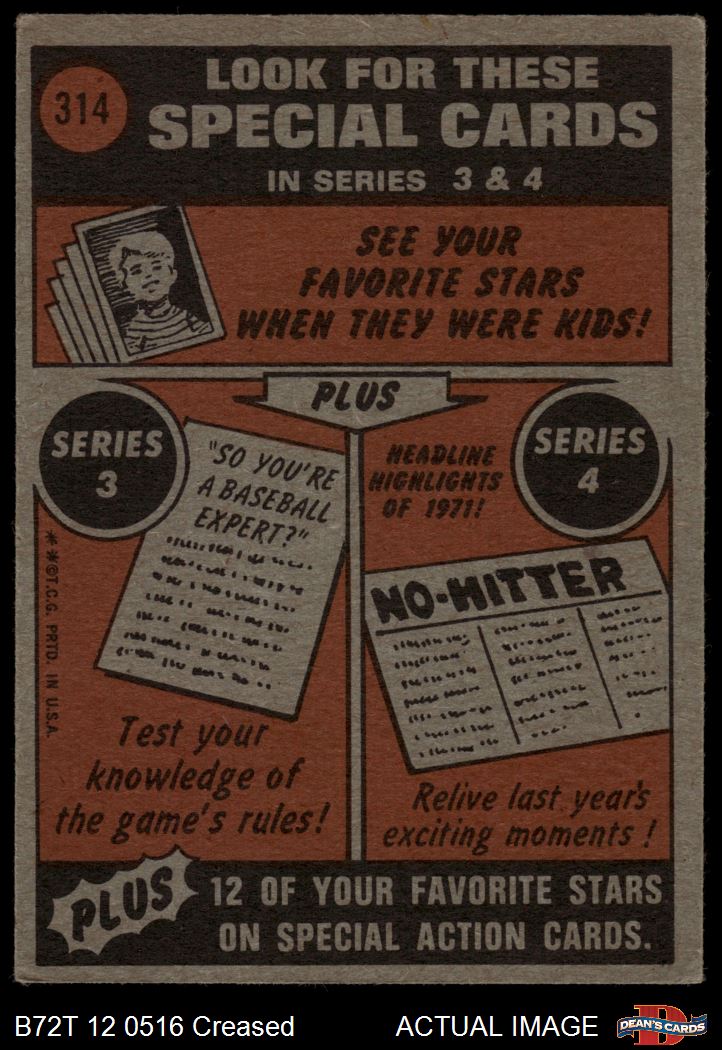 314
LOOK FOR THESE
SPECIAL CARDS
IN SERIES 3 & 4
SEE YOUR
FAVORITE STARS
WHEN THEY WERE KIDS!
PLUS
SERIES
3
"SO YOU'RE
A BASEBALL
EXPERT?"
Test your
knowledge of
the game's rules!
**©T.C.G. PRTD. IN U.S.A.
SERIES
4
HEADLINE
HIGHLIGHTS
OF 1971!
NO-HITTER
Relive last year's
exciting moments!
PLUS
12 OF YOUR FAVORITE STARS
ON SPECIAL ACTION CARDS.
B72T 12 0516 Creased
ACTUAL IMAGE
D
DEAN'S CARDS